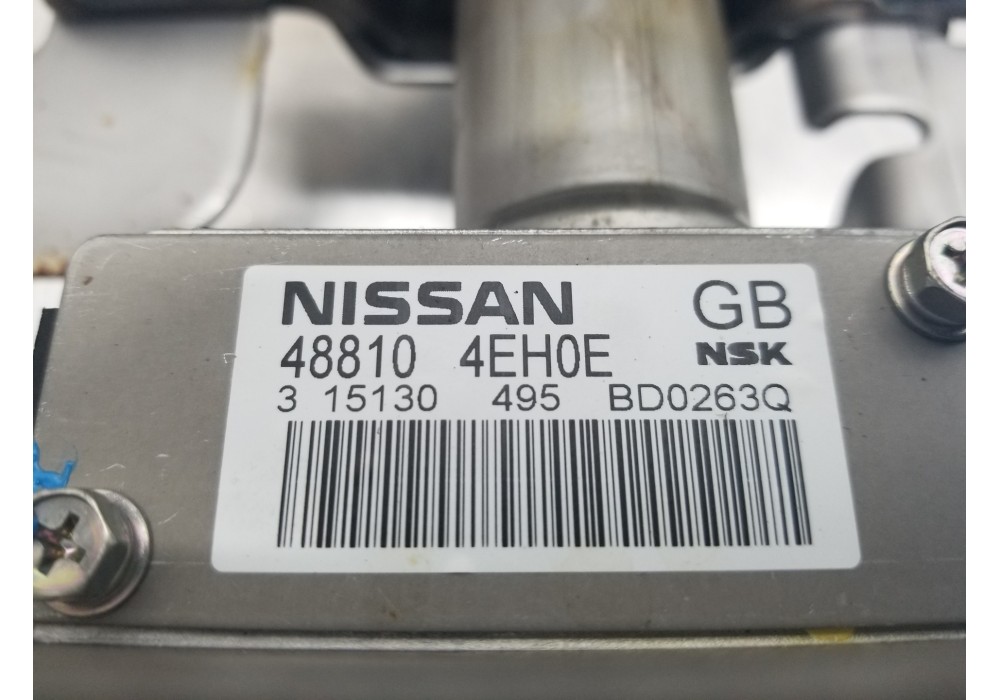 NISSAN GB
48810 4EH0E NSK
3 15130 495 BD0263Q